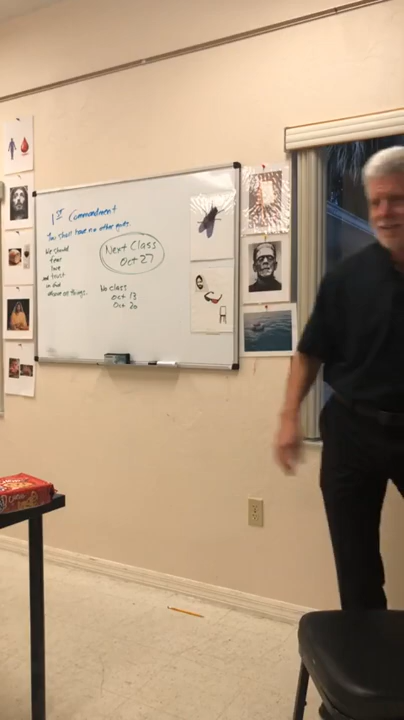 1ST Commandment
You shall have no other gods.
We should
fear
love
and trust
in God
above all things.
Next Class
Oct 27
No class
Oct 13
Oct 20